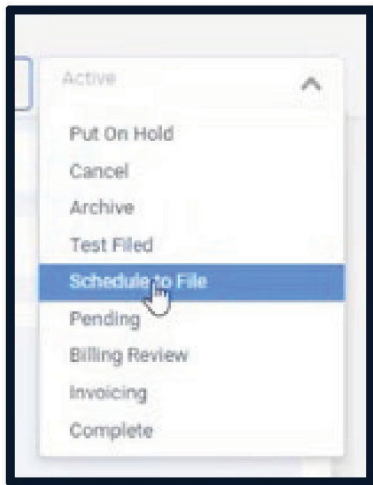 Active
Put On Hold
Cancel
Archive
Test Filed
Schedule to File
Pending
Billing Review
Invoicing
Complete